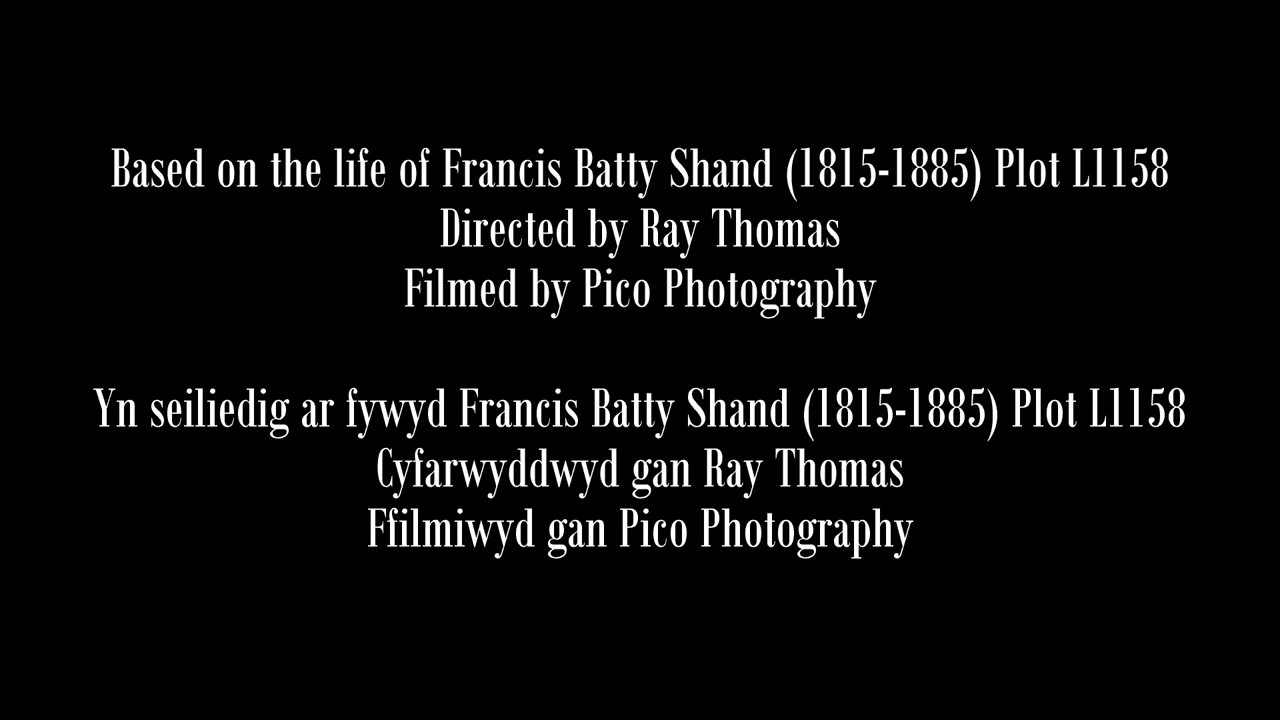 Based on the life of Francis Batty Shand (1815-1885) Plot L1158
Directed by Ray Thomas
Filmed by Pico Photography
Yn seiliedig ar fywyd Francis Batty Shand (1815-1885) Plot L1158
Cyfarwyddwyd gan Ray Thomas
Ffilmiwyd gan Pico Photography